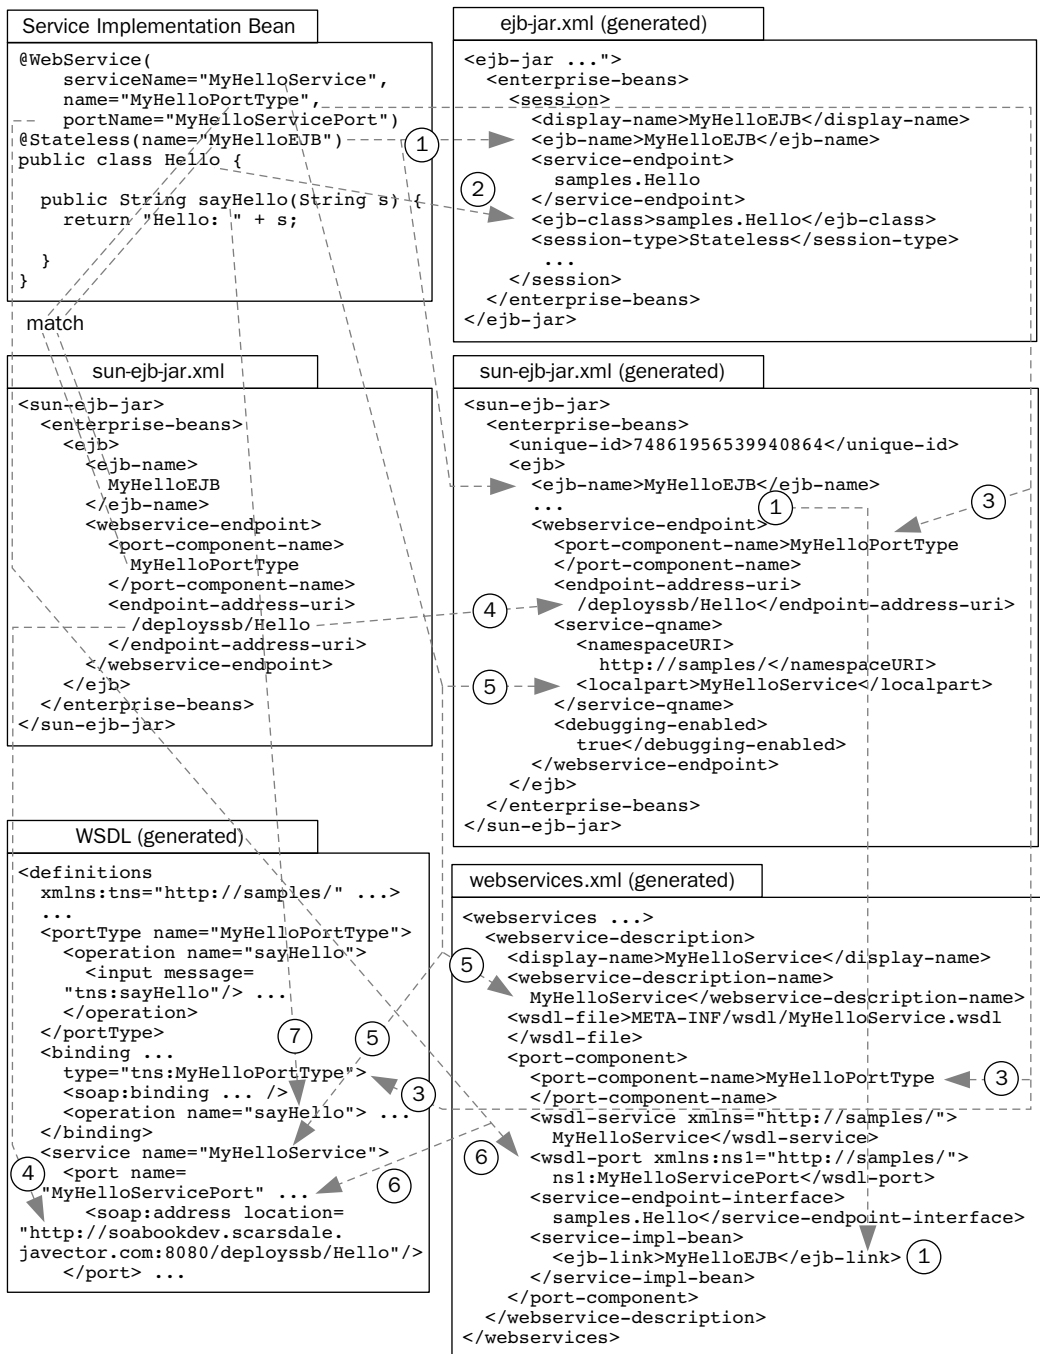 Service Implementation Bean
@WebService(
serviceName="MyHelloService",
name="MyHelloPortType",
portName="MyHelloServicePort")
@Stateless(name="MyHelloEJB")
public class Hello {
public String sayHello(String s) {
return "Hello: " + s;
}
}
match
ejb-jar.xml (generated)
<ejb-jar ...">
<enterprise-beans>
<session>
<display-name>MyHelloEJB</display-name>
<ejb-name>MyHelloEJB</ejb-name>
<service-endpoint>
samples.Hello
</service-endpoint>
<ejb-class>samples.Hello</ejb-class>
<session-type>Stateless</session-type>
...
</session>
</enterprise-beans>
</ejb-jar>
1
2
sun-ejb-jar.xml
<sun-ejb-jar>
<enterprise-beans>
<ejb>
<ejb-name>
MyHelloEJB
</ejb-name>
<webservice-endpoint>
<port-component-name>
MyHelloPortType
</port-component-name>
<endpoint-address-uri>
/deployssb/Hello
</endpoint-address-uri>
</webservice-endpoint>
</ejb>
</enterprise-beans>
</sun-ejb-jar>
sun-ejb-jar.xml (generated)
<sun-ejb-jar>
<enterprise-beans>
<unique-id>74861956539940864</unique-id>
<ejb>
<ejb-name>MyHelloEJB</ejb-name>
...
<webservice-endpoint>
<port-component-name>MyHelloPortType
</port-component-name>
<endpoint-address-uri>
/deployssb/Hello</endpoint-address-uri>
<service-qname>
<namespaceURI>
http://samples/</namespaceURI>
<localpart>MyHelloService</localpart>
</service-qname>
<debugging-enabled>
true</debugging-enabled>
</webservice-endpoint>
</ejb>
</enterprise-beans>
</sun-ejb-jar>
1
3
4
5
WSDL (generated)
<definitions
xmlns:tns="http://samples/" ...>
...
<portType name="MyHelloPortType">
<operation name="sayHello">
<input message=
"tns:sayHello"/> ...
</operation>
</portType>
<binding ...
type="tns:MyHelloPortType">
<soap:binding ... />
<operation name="sayHello"> ...
</binding>
<service name="MyHelloService">
<port name=
"MyHelloServicePort" ...
<soap:address location=
"http://soabookdev.scarsdale.
javector.com:8080/deployssb/Hello"/>
</port> ...
7
5
3
4
6
webservices.xml (generated)
<webservices ...>
<webservice-description>
<display-name>MyHelloService</display-name>
<webservice-description-name>
MyHelloService</webservice-description-name>
<wsdl-file>META-INF/wsdl/MyHelloService.wsdl
</wsdl-file>
<port-component>
<port-component-name>MyHelloPortType
</port-component-name>
<wsdl-service xmlns="http://samples/">
MyHelloService</wsdl-service>
<wsdl-port xmlns:ns1="http://samples/">
ns1:MyHelloServicePort</wsdl-port>
<service-endpoint-interface>
samples.Hello</service-endpoint-interface>
<service-impl-bean>
<ejb-link>MyHelloEJB</ejb-link>
</service-impl-bean>
</port-component>
</webservice-description>
</webservices>
5
3
6
1